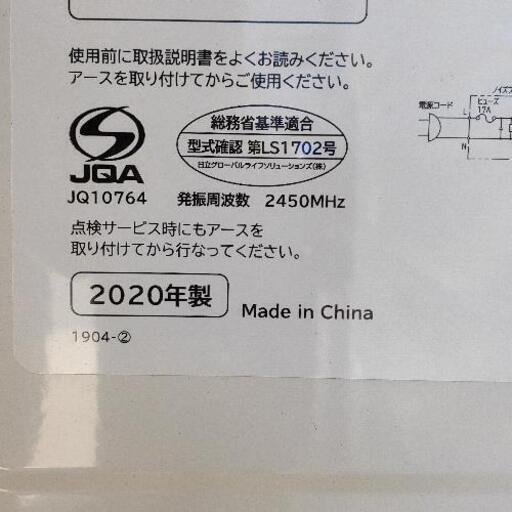 使用前に取扱説明書をよくお読みください。
アースを取り付けてからご使用ください。
ノイズフ
ヒューズ
17A
電源コード
L
N
S
JQA
JQ10764
総務省基準適合
型式確認 第LS1702号
日立グローバルライフソリューションズ(株)
発振周波数 2450MHz
点検サービス時にもアースを
取り付けてから行なってください。
2020年製
Made in China
1904-②